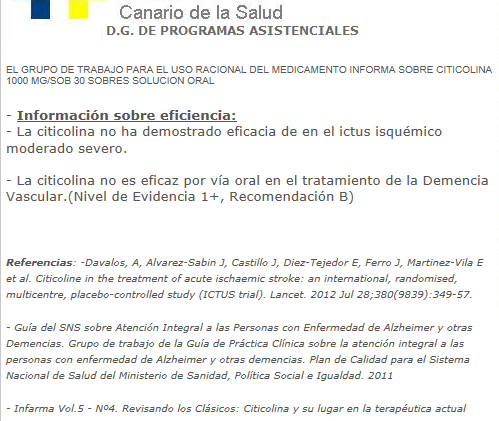 Canario de la Salud
D.G. DE PROGRAMAS ASISTENCIALES
EL GRUPO DE TRABAJO PARA EL USO RACIONAL DEL MEDICAMENTO INFORMA SOBRE CITICOLINA
1000 MG/SOB 30 SOBRES SOLUCION ORAL
- Información sobre eficiencia:
- La citicolina no ha demostrado eficacia de en el ictus isquémico
moderado severo.
- La citicolina no es eficaz por vía oral en el tratamiento de la Demencia
Vascular.(Nivel de Evidencia 1+, Recomendación B)
Referencias: -Davalos, A, Alvarez-Sabin J, Castillo J, Diez-Tejedor E, Ferro J, Martinez-Vila E
et al. Citicoline in the treatment of acute ischaemic stroke: an international, randomised,
multicentre, placebo-controlled study (ICTUS trial). Lancet. 2012 Jul 28;380(9839):349-57.
- Guía del SNS sobre Atención Integral a las Personas con Enfermedad de Alzheimer y otras
Demencias. Grupo de trabajo de la Guía de Práctica Clínica sobre la atención integral a las
personas con enfermedad de Alzheimer y otras demencias. Plan de Calidad para el Sistema
Nacional de Salud del Ministerio de Sanidad, Política Social e Igualdad. 2011
- Infarma Vol.5 - Nº4. Revisando los Clásicos: Citicolina y su lugar en la terapéutica actual